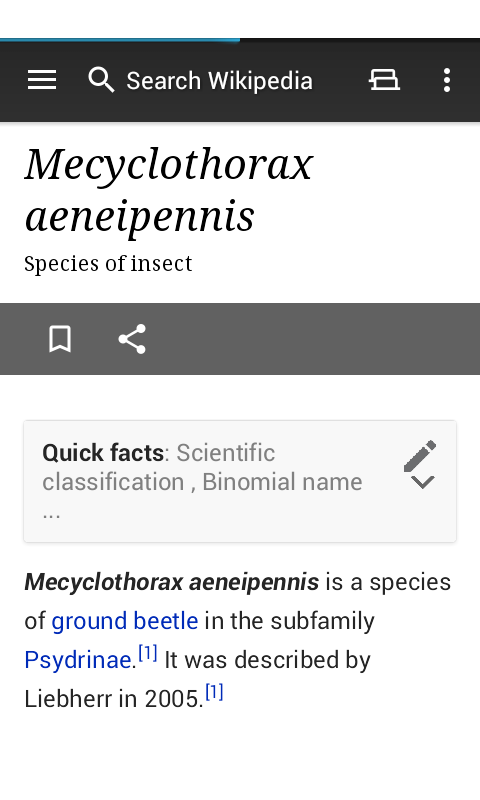 Search Wikipedia
Mecyclothorax
aeneipennis
Species of insect
Quick facts: Scientific
classification , Binomial name
...
Mecyclothorax aeneipennis is a species
of ground beetle in the subfamily
Psydrinae.[1] It was described by
Liebherr in 2005.[1]